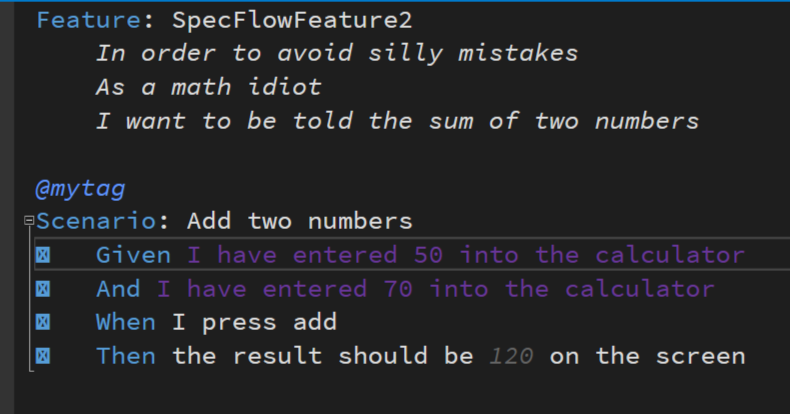 Feature: SpecFlowFeature2
In order to avoid silly mistakes
As a math idiot
I want to be told the sum of two numbers
@mytag
Scenario: Add two numbers
Given I have entered 50 into the calculator
And I have entered 70 into the calculator
When I press add
Then the result should be 120 on the screen